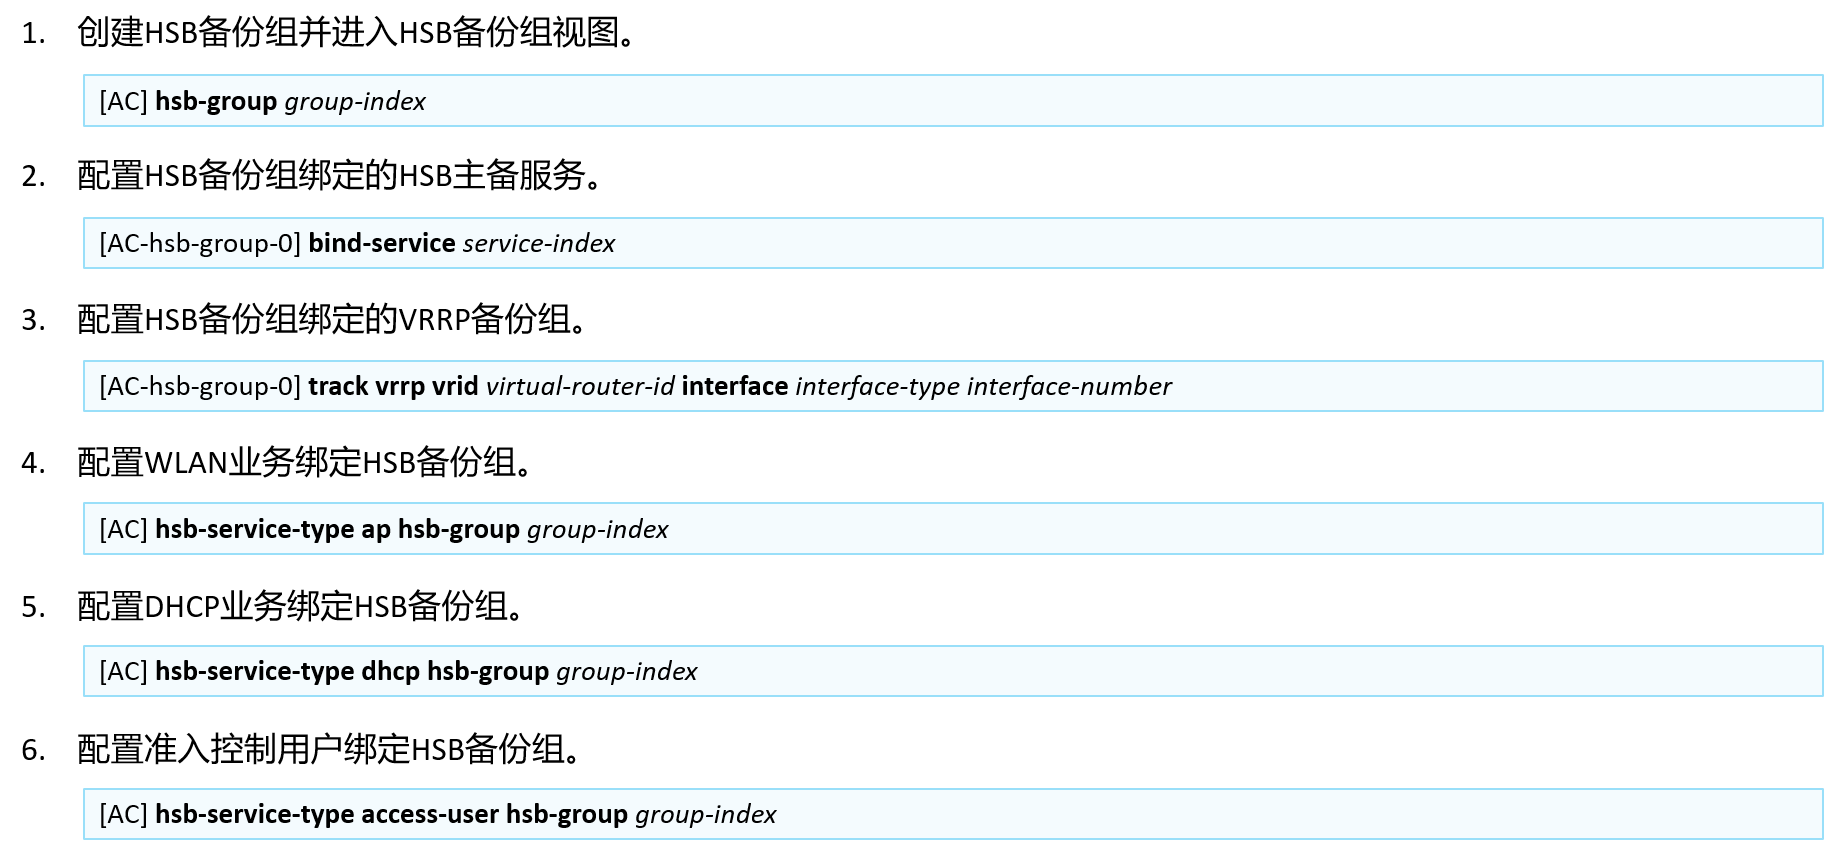 1. 创建HSB备份组并进入HSB备份组视图。
[AC] hsb-group group-index
2. 配置HSB备份组绑定的HSB主备服务。
[AC-hsb-group-0] bind-service service-index
3. 配置HSB备份组绑定的VRRP备份组。
[AC-hsb-group-0] track vrrp vrid virtual-router-id interface interface-type interface-number
4. 配置WLAN业务绑定HSB备份组。
[AC] hsb-service-type ap hsb-group group-index
5. 配置DHCP业务绑定HSB备份组。
[AC] hsb-service-type dhcp hsb-group group-index
6. 配置准入控制用户绑定HSB备份组。
[AC] hsb-service-type access-user hsb-group group-index